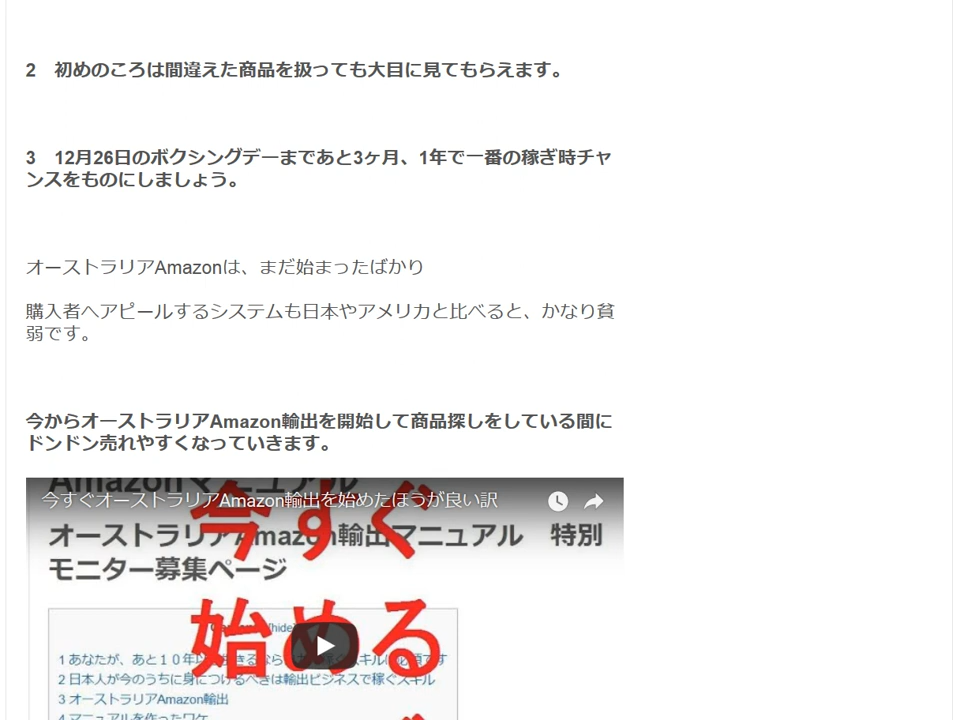 2　初めのころは間違えた商品を扱っても大目に見てもらえます。
3　12月26日のボクシングデーまであと3ヶ月、1年で一番の稼ぎ時チャ
ンスをものにしましょう。
オーストラリアAmazonは、まだ始まったばかり
購入者へアピールするシステムも日本やアメリカと比べると、かなり貧
弱です。
今からオーストラリアAmazon輸出を開始して商品探しをしている間に
ドンドン売れやすくなっていきます。
今すぐオーストラリアAmazon輸出を始めたほうが良い訳
オーストラリアAmazon輸出マニュアル　特別
モニター募集ページ
今すぐ
始める
1 あなたが、あと１０年以
2 日本人が今のうちに身につけるべきは輸出ビジネスで稼ぐスキル
3 オーストラリアAmazon輸出
4 マニュアルを作ったワケ